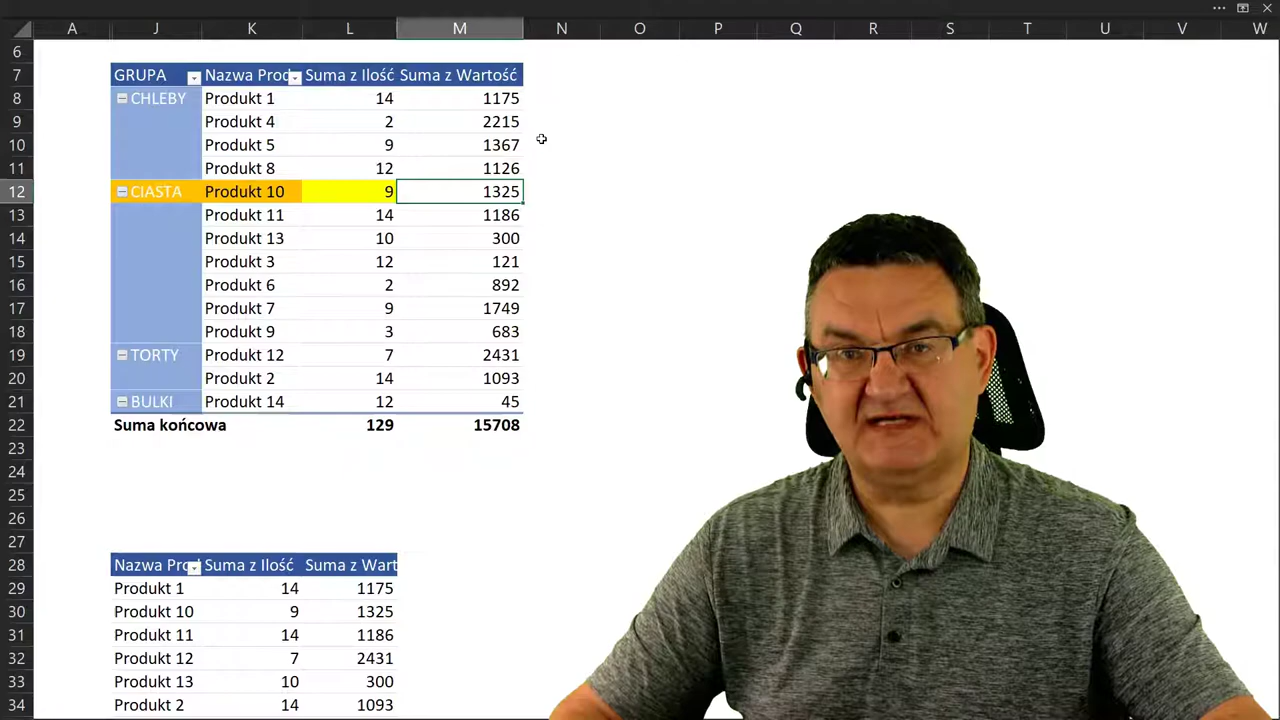 A J K L M N O P Q R S T U V W
6
7 GRUPA Nazwa Prod Suma z Ilość Suma z Wartość
8 CHLEBY Produkt 1 14 1175
9 Produkt 4 2 2215
10 Produkt 5 9 1367
11 Produkt 8 12 1126
12 CIASTA Produkt 10 9 1325
13 Produkt 11 14 1186
14 Produkt 13 10 300
15 Produkt 3 12 121
16 Produkt 6 2 892
17 Produkt 7 9 1749
18 Produkt 9 3 683
19 TORTY Produkt 12 7 2431
20 Produkt 2 14 1093
21 BULKI Produkt 14 12 45
22 Suma końcowa 129 15708
23
24
25
26
27
28 Nazwa Prod Suma z Ilość Suma z Wart
29 Produkt 1 14 1175
30 Produkt 10 9 1325
31 Produkt 11 14 1186
32 Produkt 12 7 2431
33 Produkt 13 10 300
34 Produkt 2 14 1093